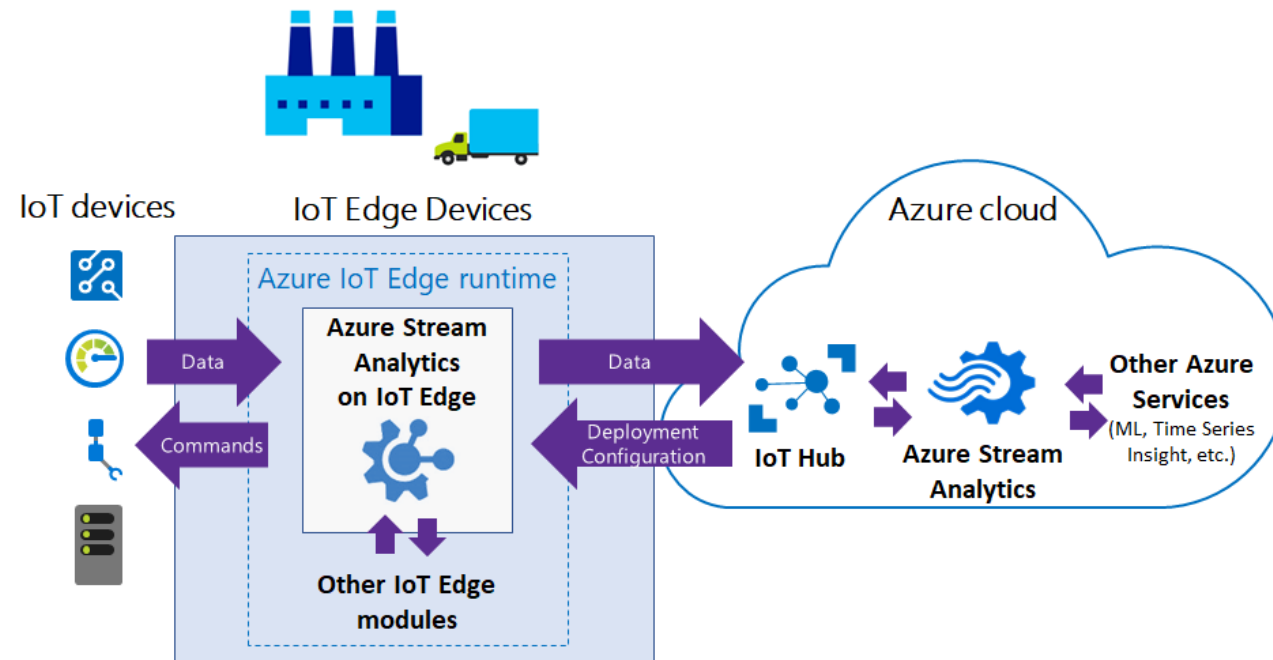 IoT devices
IoT Edge Devices
Azure cloud
Azure IoT Edge runtime
Azure Stream
Analytics
on IoT Edge
Data
Commands
Other IoT Edge
modules
Data
Deployment
Configuration
IoT Hub
Azure Stream
Analytics
Other Azure
Services
(ML, Time Series
Insight, etc.)